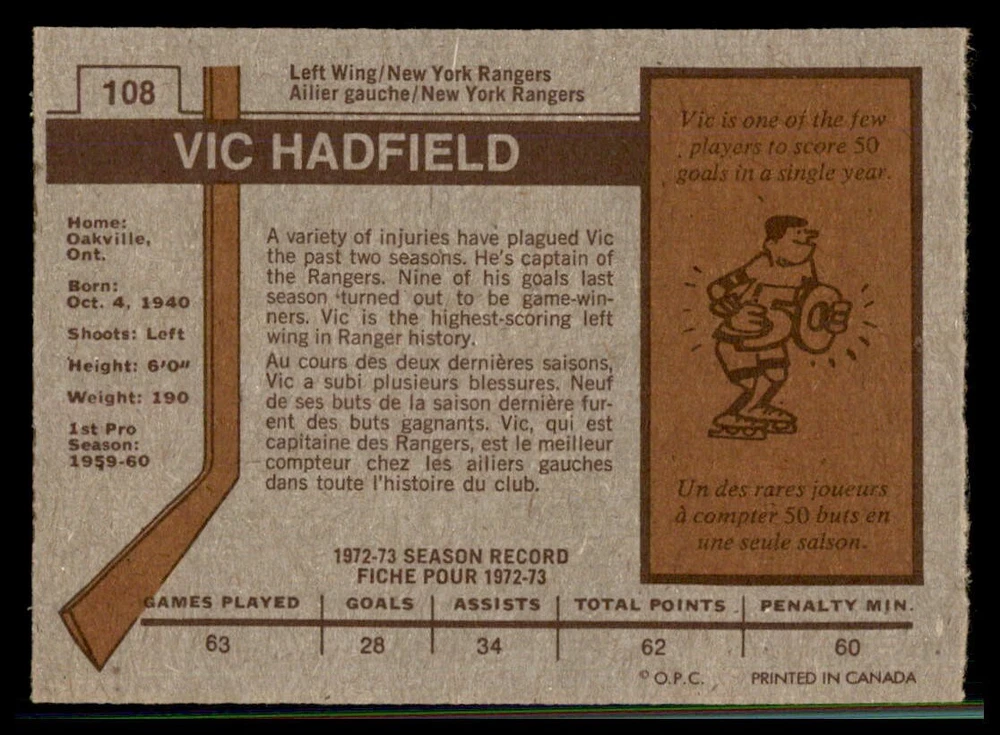 108
Left Wing/New York Rangers
Ailier gauche/New York Rangers
VIC HADFIELD
Home:
Oakville,
Ont.
Born:
Oct. 4, 1940
Shoots: Left
Height: 6'0"
Weight: 190
1st Pro
Season:
1959-60
A variety of injuries have plagued Vic
the past two seasons. He's captain of
the Rangers. Nine of his goals last
season turned out to be game-win-
ners. Vic is the highest-scoring left
wing in Ranger history.
Au cours des deux dernières saisons,
Vic a subi plusieurs blessures. Neuf
de ses buts de la saison dernière fur-
ent des buts gagnants. Vic, qui est
capitaine des Rangers, est le meilleur
compteur chez les ailiers gauches
dans toute l'histoire du club.
Vic is one of the few
players to score 50
goals in a single year.
Un des rares joueurs
à compter 50 buts en
une seule saison.
1972-73 SEASON RECORD
FICHE POUR 1972-73
GAMES PLAYED GOALS ASSISTS TOTAL POINTS PENALTY MIN.
63 28 34 62 60
© O.P.C. PRINTED IN CANADA